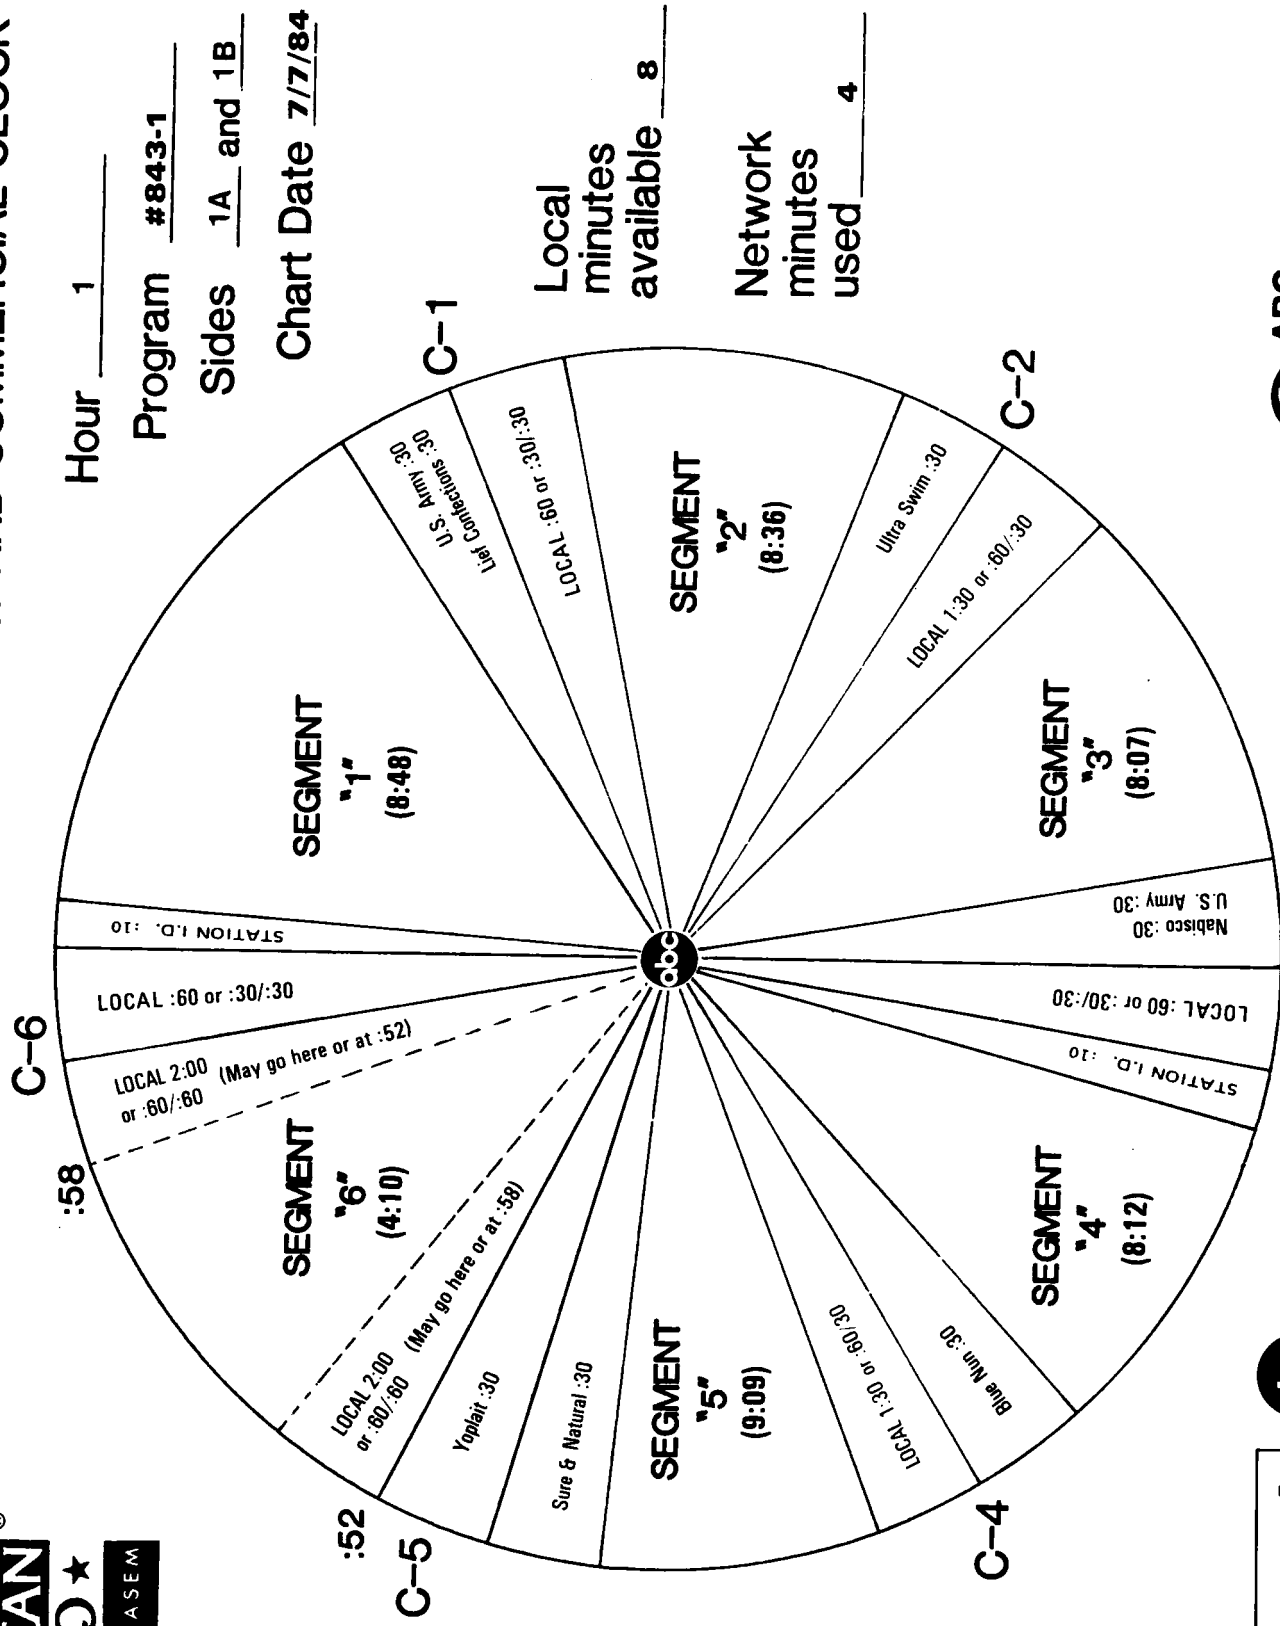 COMMERCIAL CLOCK
Hour 1
Program #843-1
Sides 1A and 1B
Chart Date 7/7/84
Local
minutes
available 8
Network
minutes
used 4
C-1
C-2
C-4
:52
C-5
:58
C-6
abc
SEGMENT
"1"
(8:48)
U.S. Army :30
Lief Confections :30
LOCAL :60 or :30/:30
SEGMENT
"2"
(8:36)
Ultra Swim :30
LOCAL 1:30 or :60/:30
SEGMENT
"3"
(8:07)
U.S. Army :30
Nabisco :30
LOCAL :60 or :30/:30
STATION I.D. :10
SEGMENT
"4"
(8:12)
Blue Nun :30
LOCAL 1:30 or :60/30
SEGMENT
"5"
(9:09)
Sure & Natural :30
Yoplait :30
LOCAL 2:00 (May go here or at :58)
or :60/:60
SEGMENT
"6"
(4:10)
LOCAL 2:00 (May go here or at :52)
or :60/:60
LOCAL :60 or :30/:30
STATION I.D. :10
ASEM
ABC